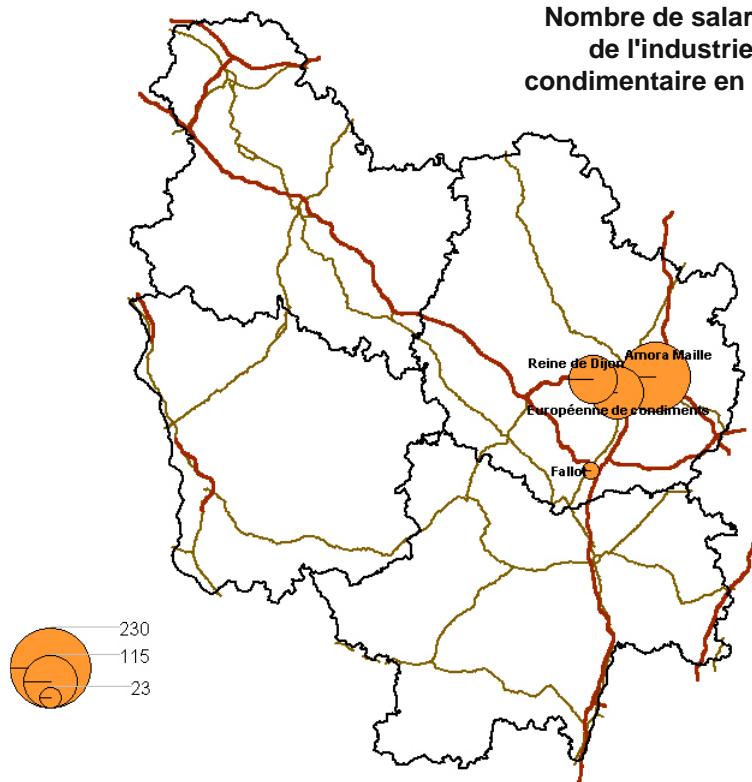 Nombre de salar
de l'industrie
condimentaire en
Reine de Dijon
Amora Maille
Européenne de condiments
Fallot
230
115
23